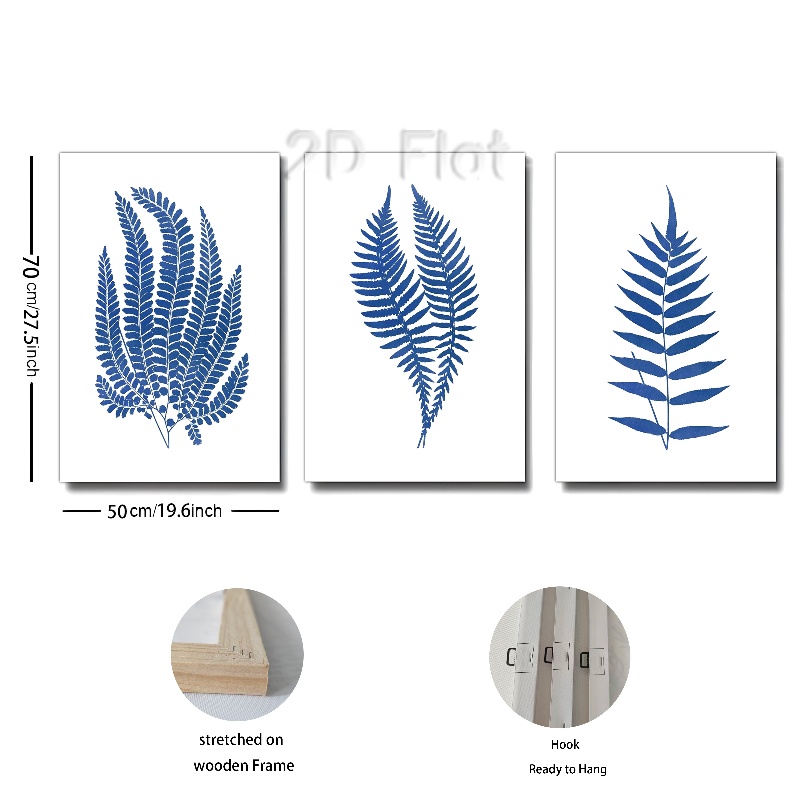 2D Flat
70 cm/27.5inch
50 cm/19.6inch
stretched on
wooden Frame
Hook
Ready to Hang